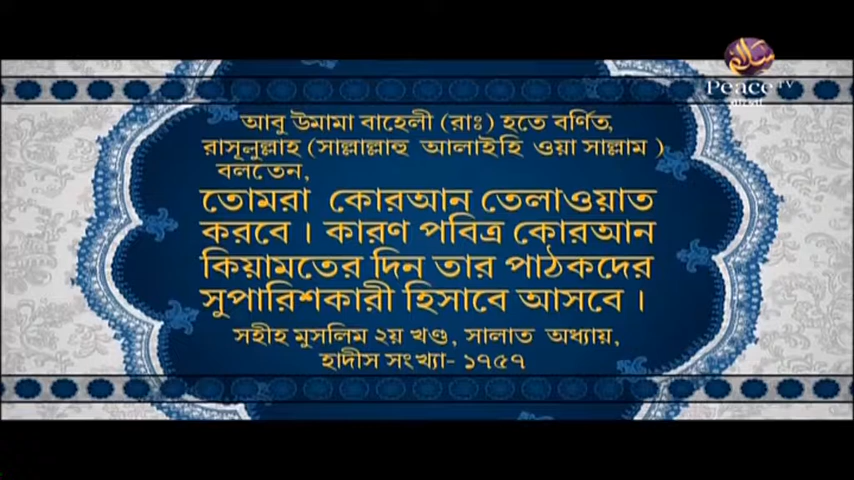 سلام
Peace TV
বাংলা
আবু উমামা বাহেলী (রাঃ) হতে বর্ণিত,
রাসূলুল্লাহ (সাল্লাল্লাহু আলাইহি ওয়া সাল্লাম )
বলতেন,
তোমরা কোরআন তেলাওয়াত
করবে । কারণ পবিত্র কোরআন
কিয়ামতের দিন তার পাঠকদের
সুপারিশকারী হিসাবে আসবে ।
সহীহ মুসলিম ২য় খণ্ড, সালাত অধ্যায়,
হাদীস সংখ্যা- ১৭৫৭